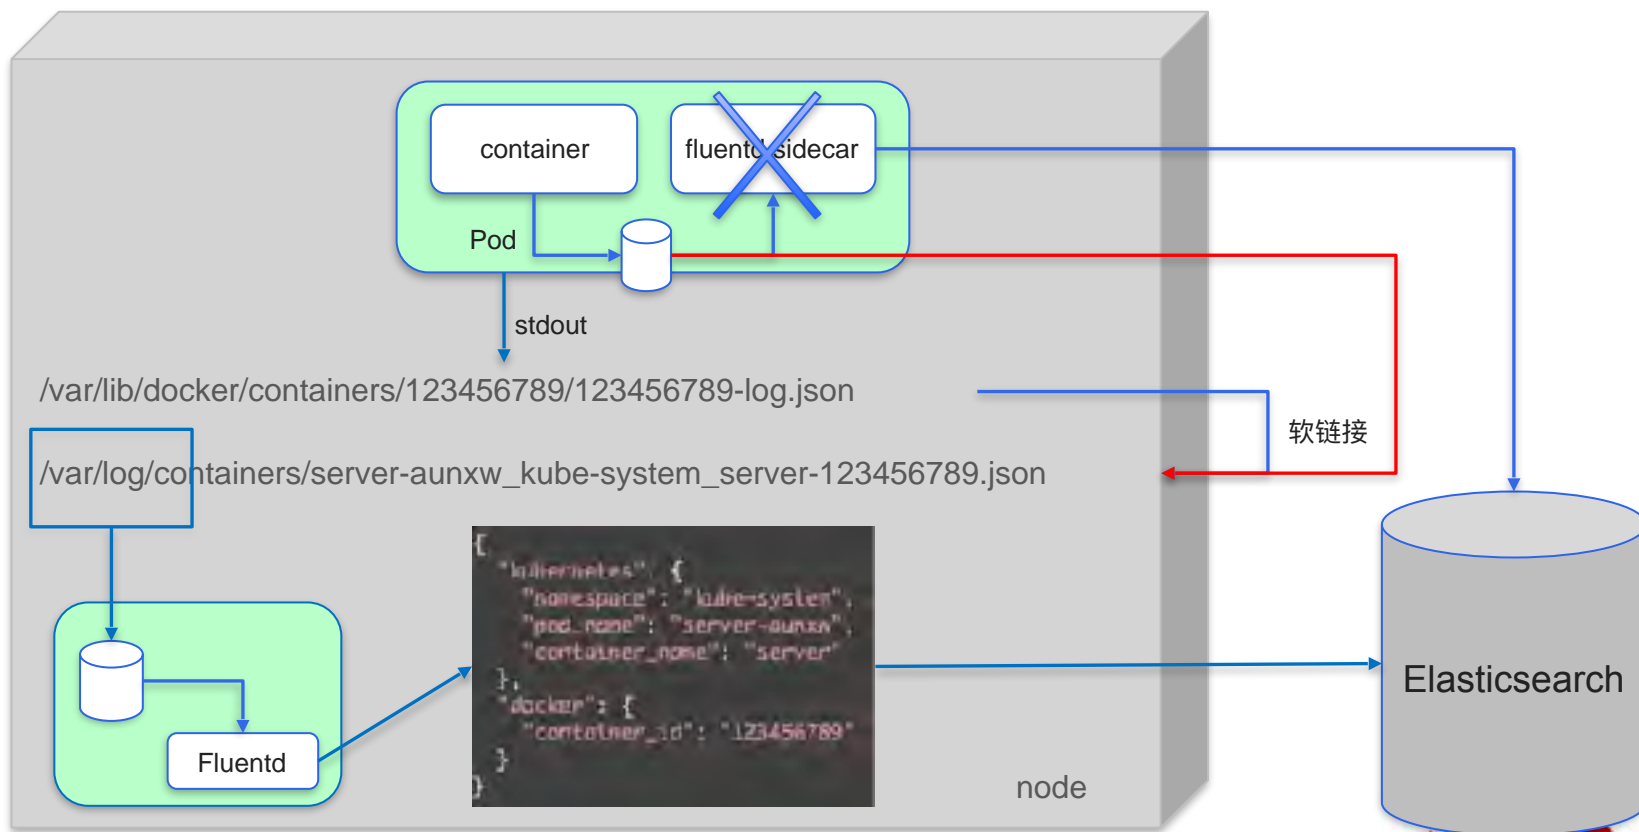 container
fluentd sidecar
Pod
stdout
/var/lib/docker/containers/123456789/123456789-log.json
软链接
/var/log/containers/server-aunxw_kube-system_server-123456789.json
{
"kubernetes": {
"namespace": "kube-system",
"pod_name": "server-aunxw",
"container_name": "server"
},
"docker": {
"container_id": "123456789"
}
}
Fluentd
node
Elasticsearch